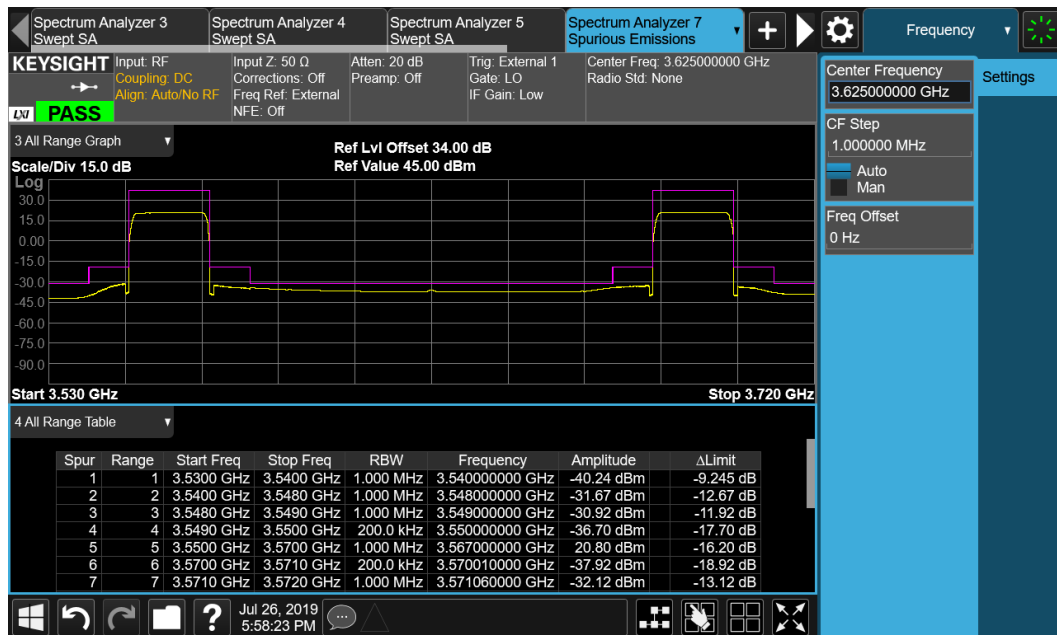 Spectrum Analyzer 3
Swept SA
Spectrum Analyzer 4
Swept SA
Spectrum Analyzer 5
Swept SA
Spectrum Analyzer 7
Spurious Emissions
Frequency
KEYSIGHT
LXI
PASS
Input: RF
Coupling: DC
Align: Auto/No RF
Input Z: 50 Ω
Corrections: Off
Freq Ref: External
NFE: Off
Atten: 20 dB
Preamp: Off
Trig: External 1
Gate: LO
IF Gain: Low
Center Freq: 3.625000000 GHz
Radio Std: None
Center Frequency
3.625000000 GHz
Settings
CF Step
1.000000 MHz
Auto
Man
Freq Offset
0 Hz
3 All Range Graph
Scale/Div 15.0 dB
Ref Lvl Offset 34.00 dB
Ref Value 45.00 dBm
Log
30.0
15.0
0.00
-15.0
-30.0
-45.0
-60.0
-75.0
-90.0
Start 3.530 GHz
Stop 3.720 GHz
4 All Range Table
Spur Range Start Freq Stop Freq RBW Frequency Amplitude ΔLimit
1 1 3.5300 GHz 3.5400 GHz 1.000 MHz 3.540000000 GHz -40.24 dBm -9.245 dB
2 2 3.5400 GHz 3.5480 GHz 1.000 MHz 3.548000000 GHz -31.67 dBm -12.67 dB
3 3 3.5480 GHz 3.5490 GHz 1.000 MHz 3.549000000 GHz -30.92 dBm -11.92 dB
4 4 3.5490 GHz 3.5500 GHz 200.0 kHz 3.550000000 GHz -36.70 dBm -17.70 dB
5 5 3.5500 GHz 3.5700 GHz 1.000 MHz 3.567000000 GHz 20.80 dBm -16.20 dB
6 6 3.5700 GHz 3.5710 GHz 200.0 kHz 3.570010000 GHz -37.92 dBm -18.92 dB
7 7 3.5710 GHz 3.5720 GHz 1.000 MHz 3.571060000 GHz -32.12 dBm -13.12 dB
Jul 26, 2019
5:58:23 PM